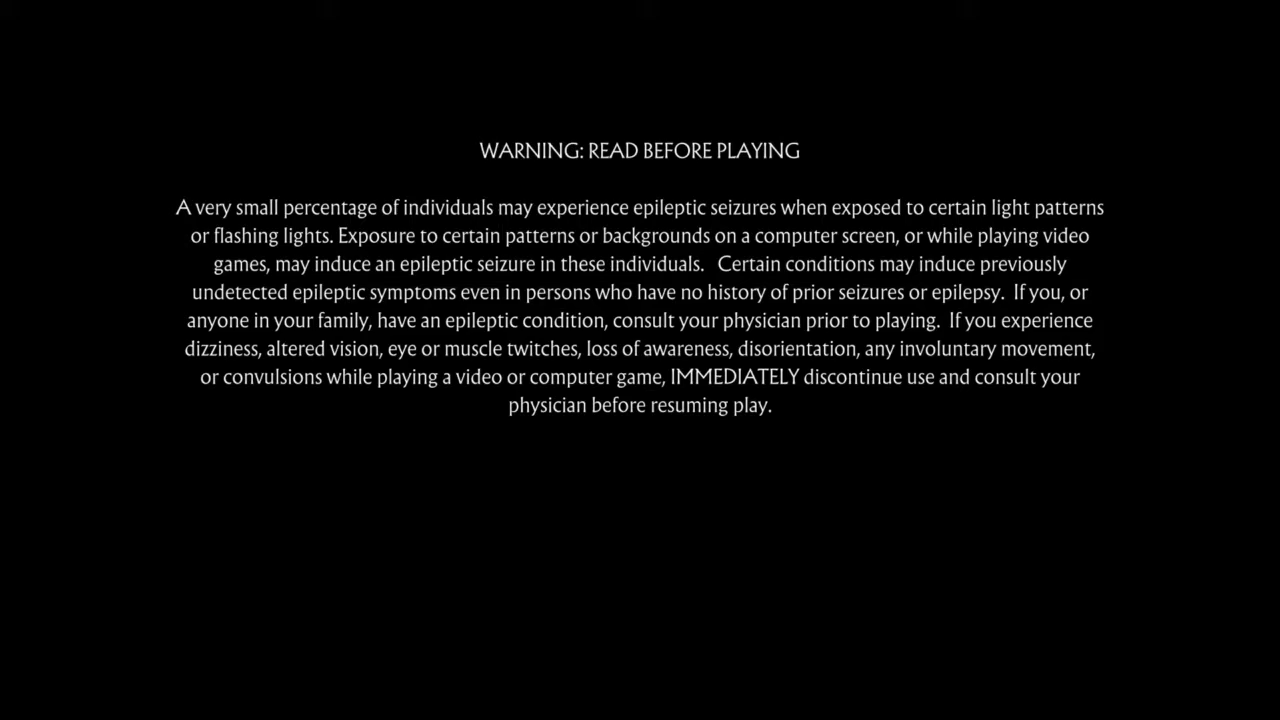 WARNING: READ BEFORE PLAYING
A very small percentage of individuals may experience epileptic seizures when exposed to certain light patterns
or flashing lights. Exposure to certain patterns or backgrounds on a computer screen, or while playing video
games, may induce an epileptic seizure in these individuals.   Certain conditions may induce previously
undetected epileptic symptoms even in persons who have no history of prior seizures or epilepsy.  If you, or
anyone in your family, have an epileptic condition, consult your physician prior to playing.  If you experience
dizziness, altered vision, eye or muscle twitches, loss of awareness, disorientation, any involuntary movement,
or convulsions while playing a video or computer game, IMMEDIATELY discontinue use and consult your
physician before resuming play.